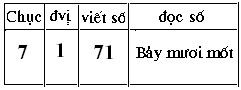 Chục đvị viết số đọc số
7 1 71 Bảy mươi mốt